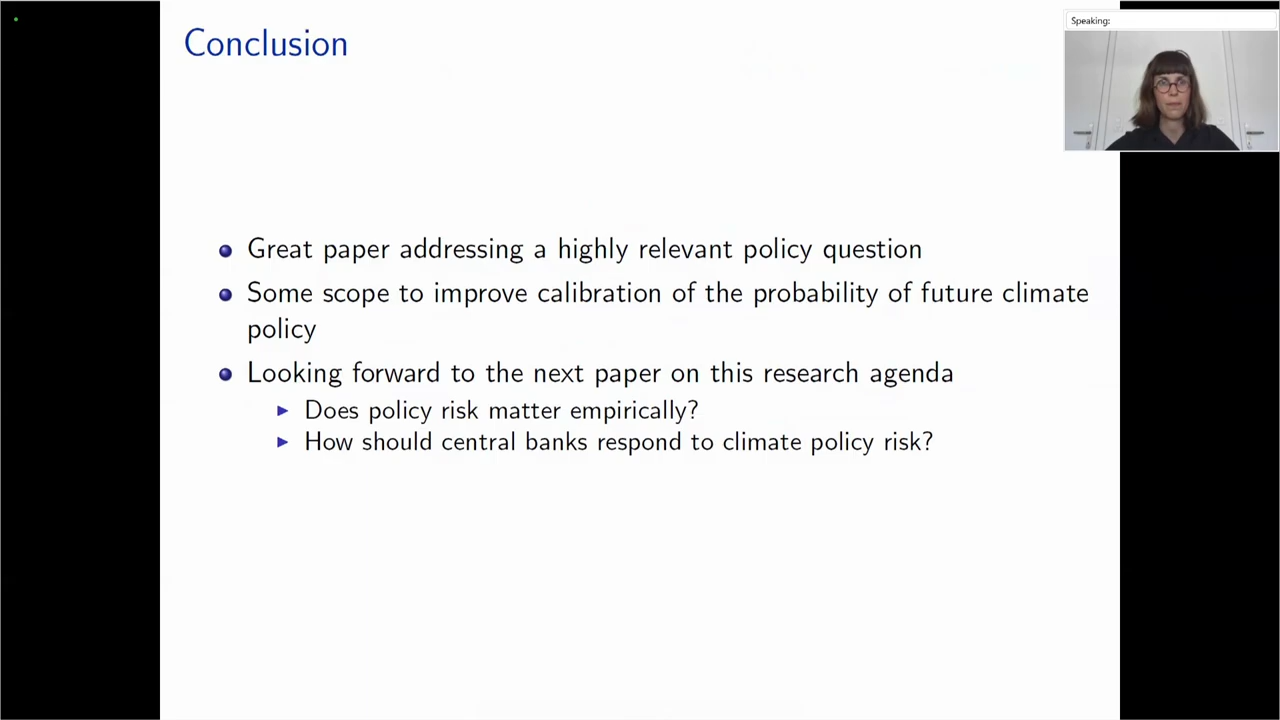 Conclusion
Speaking:
Great paper addressing a highly relevant policy question
Some scope to improve calibration of the probability of future climate
policy
Looking forward to the next paper on this research agenda
Does policy risk matter empirically?
How should central banks respond to climate policy risk?